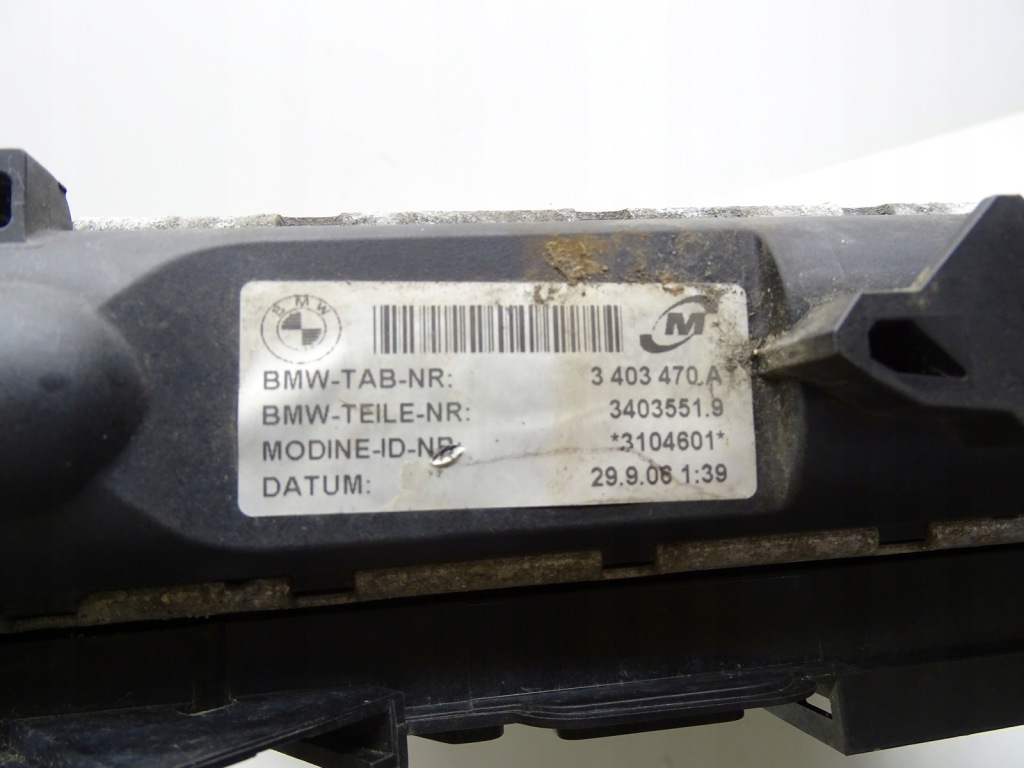 BMW
M
BMW-TAB-NR: 3 403 470 A
BMW-TEILE-NR: 3403551.9
MODINE-ID-NR: *3104601*
DATUM: 29.9.06 1:39